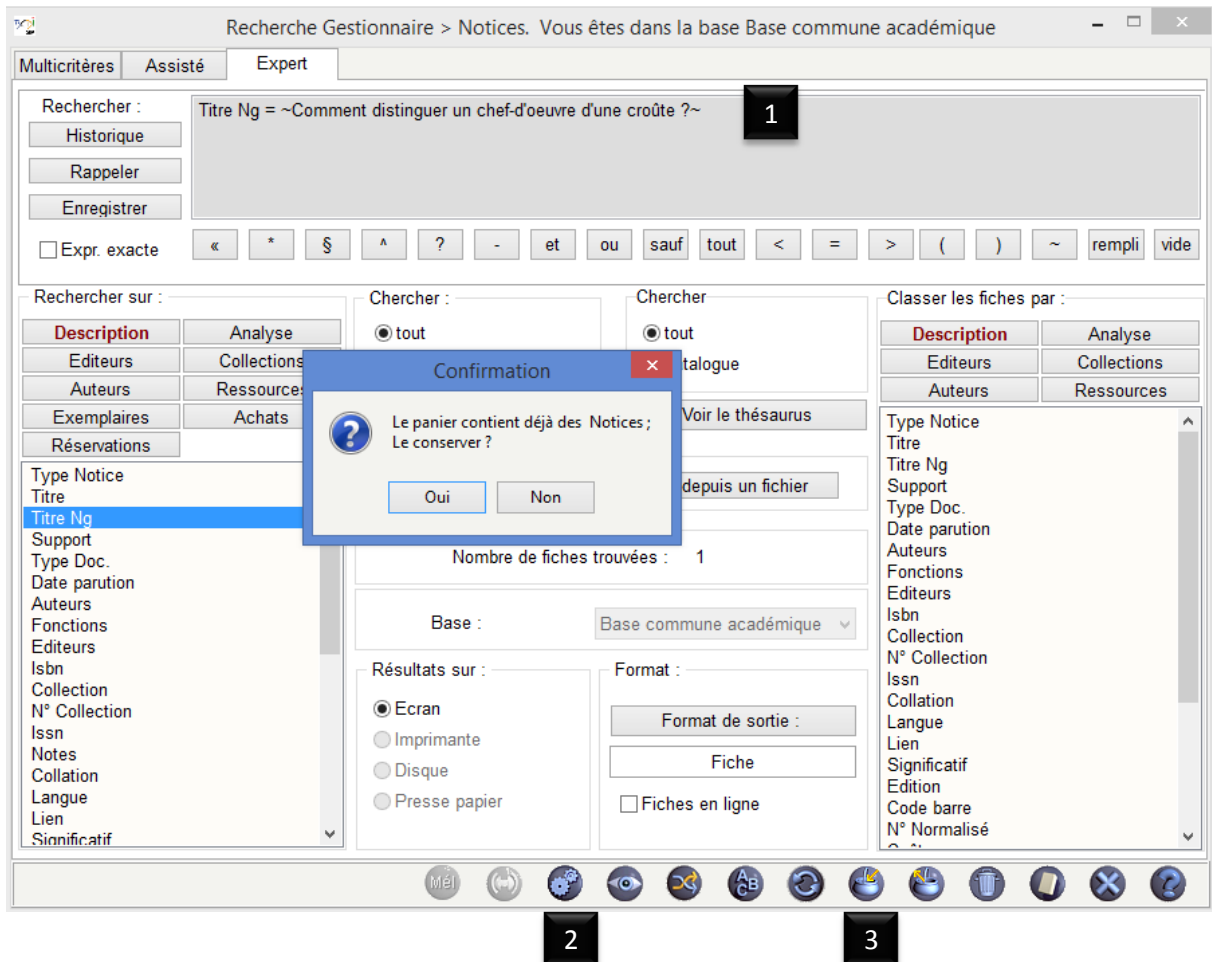 Recherche Gestionnaire > Notices. Vous êtes dans la base Base commune académique
Multicritères Assisté Expert
Rechercher :
Titre Ng = ~Comment distinguer un chef-d'oeuvre d'une croûte ?~
1
Historique
Rappeler
Enregistrer
Expr. exacte
« * § ^ ? - et ou sauf tout < = > ( ) ~ rempli vide
Rechercher sur :
Description Analyse
Editeurs Collections
Auteurs Ressources
Exemplaires Achats
Réservations
Type Notice
Titre
Titre Ng
Support
Type Doc.
Date parution
Auteurs
Fonctions
Editeurs
Isbn
Collection
N° Collection
Issn
Notes
Collation
Langue
Lien
Significatif
Chercher :
tout
Chercher
tout
talogue
Voir le thésaurus
depuis un fichier
Confirmation
Le panier contient déjà des Notices ;
Le conserver ?
Oui Non
Nombre de fiches trouvées : 1
Base : Base commune académique
Résultats sur :
Ecran
Imprimante
Disque
Presse papier
Format :
Format de sortie :
Fiche
Fiches en ligne
Classer les fiches par :
Description Analyse
Editeurs Collections
Auteurs Ressources
Type Notice
Titre
Titre Ng
Support
Type Doc.
Date parution
Auteurs
Fonctions
Editeurs
Isbn
Collection
N° Collection
Issn
Collation
Langue
Lien
Significatif
Edition
Code barre
N° Normalisé
Mél
ABC
?
2
3